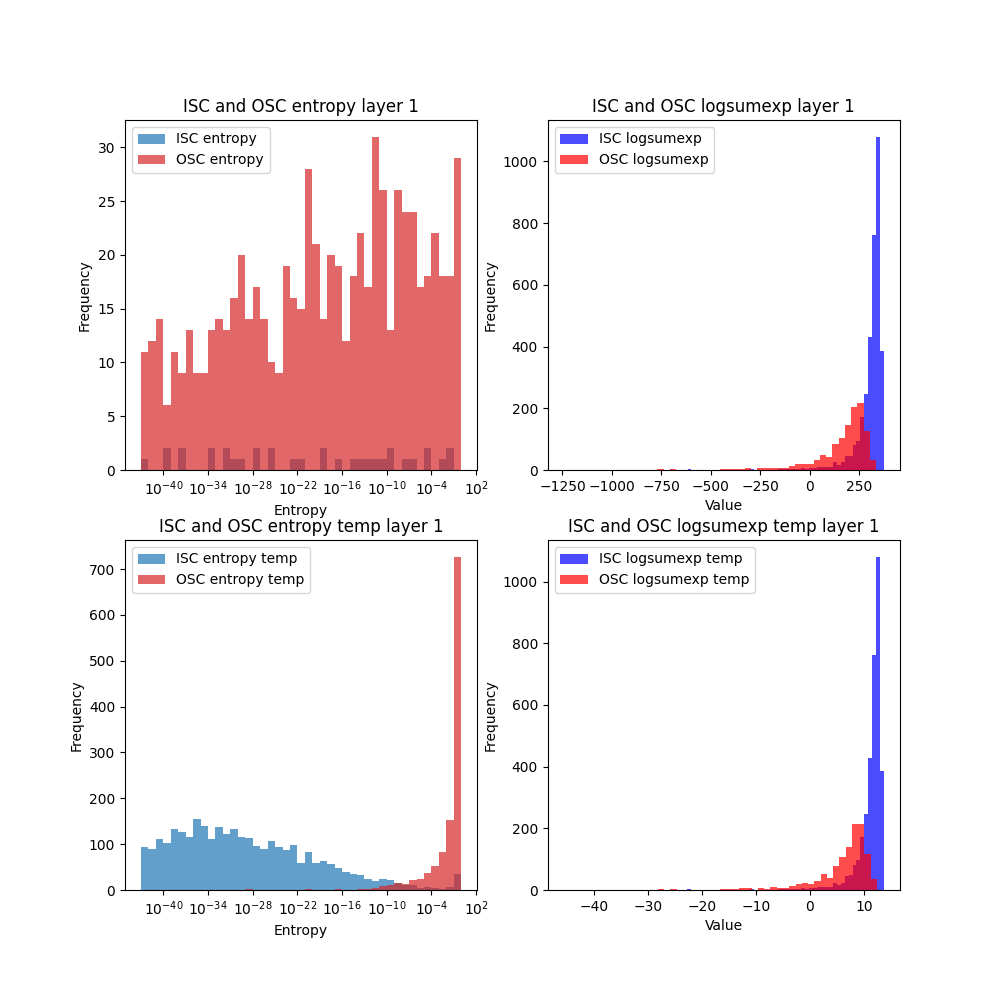 ISC and OSC entropy layer 1
ISC entropy
OSC entropy
Frequency
30
25
20
15
10
5
0
10⁻⁴⁰ 10⁻³⁴ 10⁻²⁸ 10⁻²² 10⁻¹⁶ 10⁻¹⁰ 10⁻⁴ 10²
Entropy
ISC and OSC logsumexp layer 1
ISC logsumexp
OSC logsumexp
Frequency
1000
800
600
400
200
0
−1250 −1000 −750 −500 −250 0 250
Value
ISC and OSC entropy temp layer 1
ISC entropy temp
OSC entropy temp
Frequency
700
600
500
400
300
200
100
0
10⁻⁴⁰ 10⁻³⁴ 10⁻²⁸ 10⁻²² 10⁻¹⁶ 10⁻¹⁰ 10⁻⁴ 10²
Entropy
ISC and OSC logsumexp temp layer 1
ISC logsumexp temp
OSC logsumexp temp
Frequency
1000
800
600
400
200
0
−40 −30 −20 −10 0 10
Value